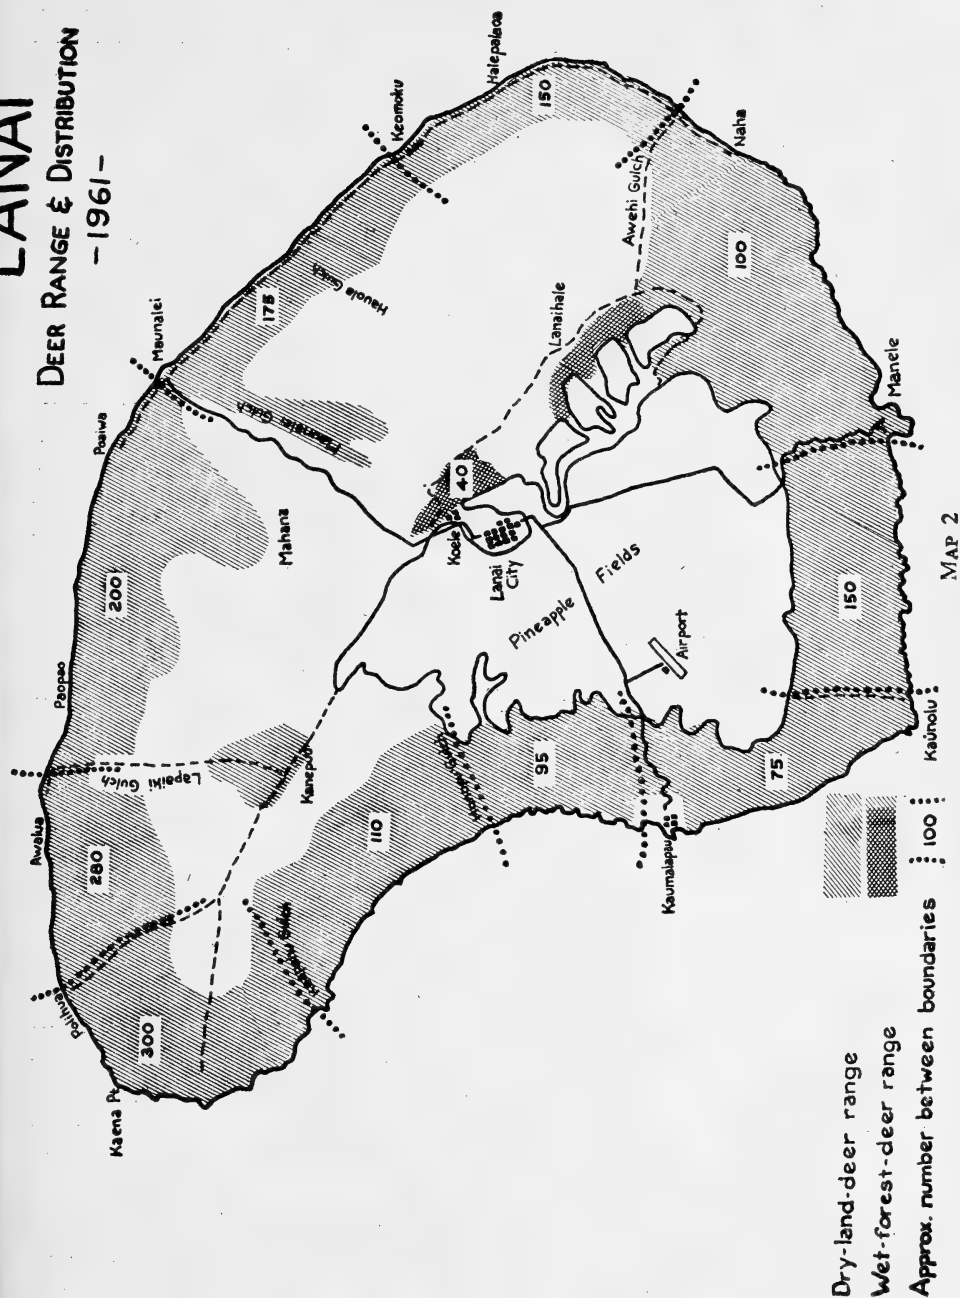 LANAI
DEER RANGE & DISTRIBUTION
-1961-
Kaena Pt
Polihua
Awalua
Paopao
Poaiwa
Maunalei
Keomoku
Halepalaoa
Naha
Manele
Kaunolu
Kaumalapau
300
280
200
175
150
100
150
75
95
110
40
Lapaiki Gulch
Kanepuu
Mahana
Maunalei Gulch
Hauola Gulch
Lanaihale
Awehi Gulch
Koele
Lanai
City
Pineapple Fields
Airport
Dry-land-deer range
Wet-forest-deer range
Approx. number between boundaries 100
MAP 2